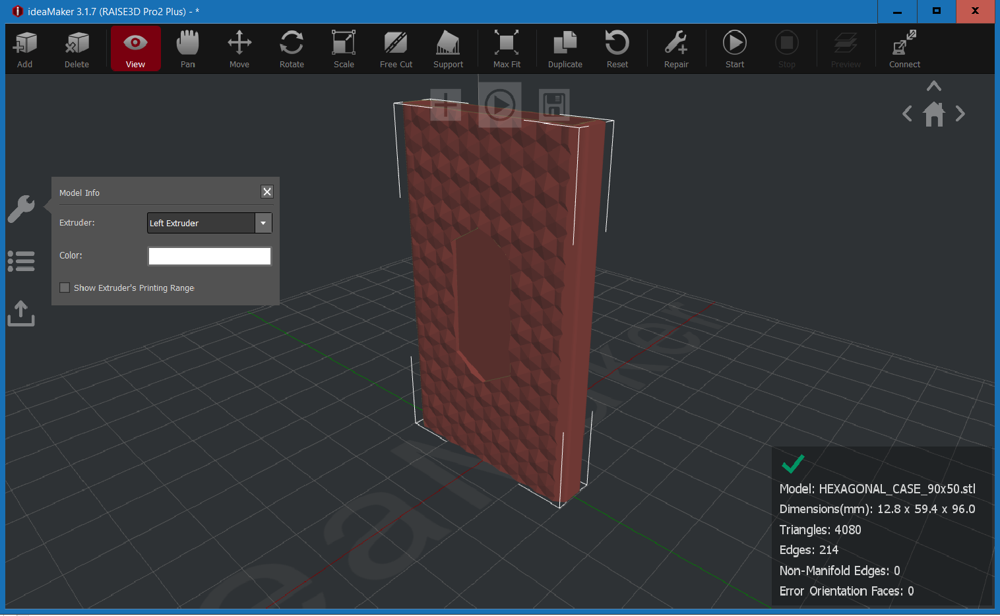 ideaMaker 3.1.7 (RAISE3D Pro2 Plus) - *
Add Delete View Pan Move Rotate Scale Free Cut Support Max Fit Duplicate Reset Repair Start Stop Preview Connect
Model Info
Extruder: Left Extruder
Color:
Show Extruder's Printing Range
Model: HEXAGONAL_CASE_90x50.stl
Dimensions(mm): 12.8 x 59.4 x 96.0
Triangles: 4080
Edges: 214
Non-Manifold Edges: 0
Error Orientation Faces: 0